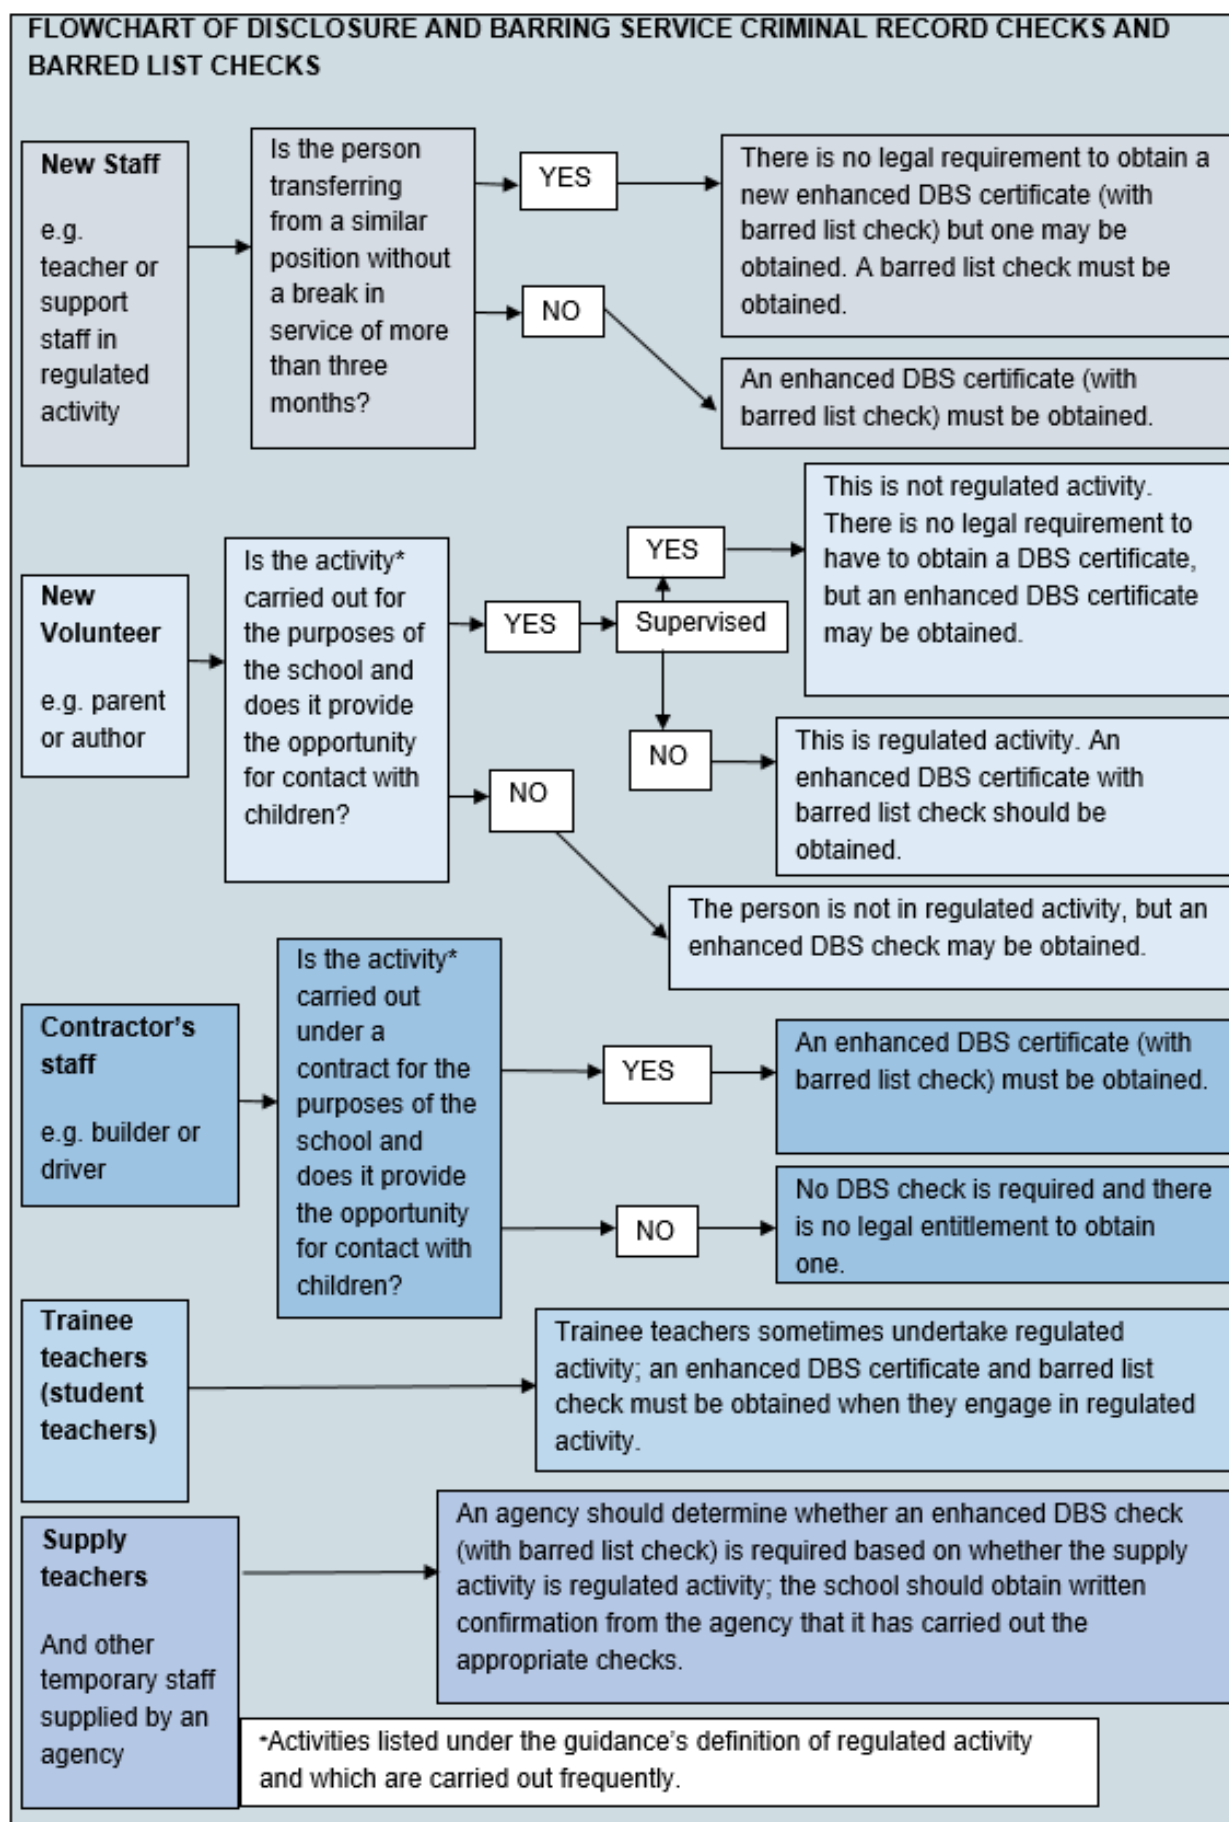 FLOWCHART OF DISCLOSURE AND BARRING SERVICE CRIMINAL RECORD CHECKS AND
BARRED LIST CHECKS
New Staff
e.g.
teacher or
support
staff in
regulated
activity
Is the person
transferring
from a similar
position without
a break in
service of more
than three
months?
YES
There is no legal requirement to obtain a
new enhanced DBS certificate (with
barred list check) but one may be
obtained. A barred list check must be
obtained.
NO
An enhanced DBS certificate (with
barred list check) must be obtained.
New
Volunteer
e.g. parent
or author
Is the activity*
carried out for
the purposes of
the school and
does it provide
the opportunity
for contact with
children?
YES
Supervised
YES
This is not regulated activity.
There is no legal requirement to
have to obtain a DBS certificate,
but an enhanced DBS certificate
may be obtained.
NO
This is regulated activity. An
enhanced DBS certificate with
barred list check should be
obtained.
NO
The person is not in regulated activity, but an
enhanced DBS check may be obtained.
Contractor's
staff
e.g. builder or
driver
Is the activity*
carried out
under a
contract for the
purposes of the
school and
does it provide
the opportunity
for contact with
children?
YES
An enhanced DBS certificate (with
barred list check) must be obtained.
NO
No DBS check is required and there
is no legal entitlement to obtain
one.
Trainee
teachers
(student
teachers)
Trainee teachers sometimes undertake regulated
activity; an enhanced DBS certificate and barred list
check must be obtained when they engage in regulated
activity.
Supply
teachers
And other
temporary staff
supplied by an
agency
An agency should determine whether an enhanced DBS check
(with barred list check) is required based on whether the supply
activity is regulated activity; the school should obtain written
confirmation from the agency that it has carried out the
appropriate checks.
*Activities listed under the guidance's definition of regulated activity
and which are carried out frequently.